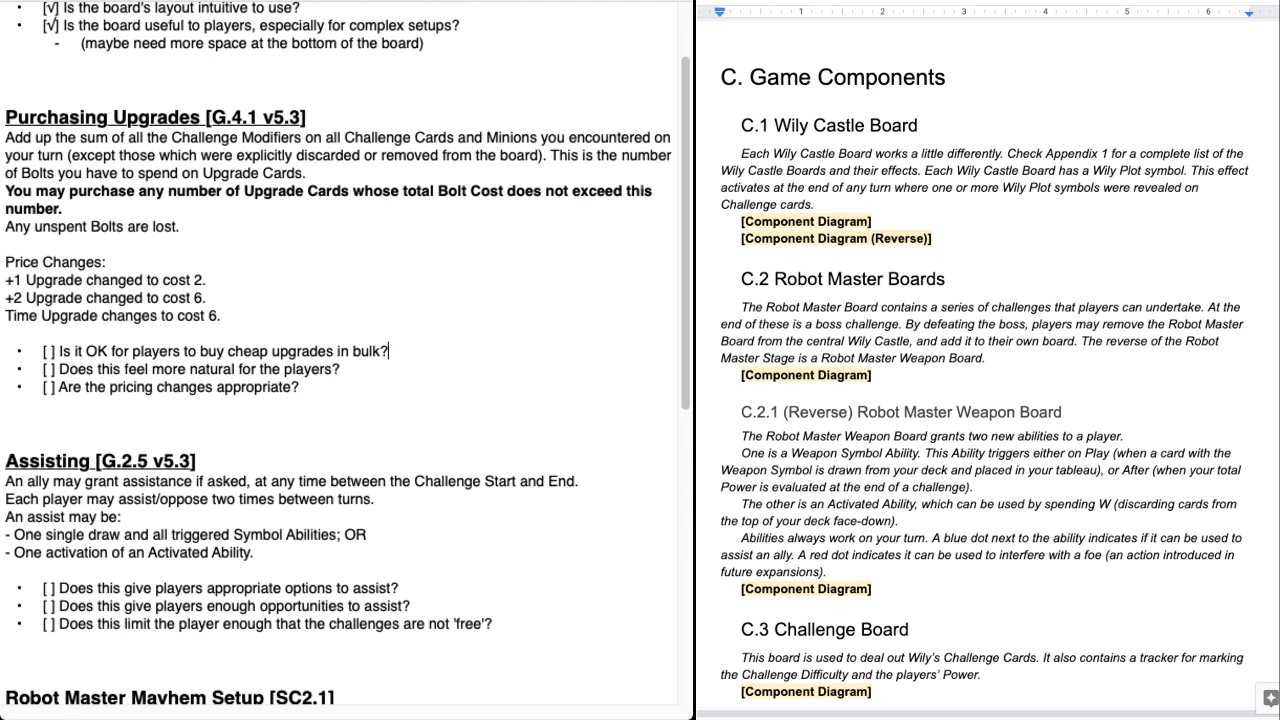 [√] Is the board's layout intuitive to use?
[√] Is the board useful to players, especially for complex setups?
- (maybe need more space at the bottom of the board)
Purchasing Upgrades [G.4.1 v5.3]
Add up the sum of all the Challenge Modifiers on all Challenge Cards and Minions you encountered on
your turn (except those which were explicitly discarded or removed from the board). This is the number
of Bolts you have to spend on Upgrade Cards.
You may purchase any number of Upgrade Cards whose total Bolt Cost does not exceed this
number.
Any unspent Bolts are lost.
Price Changes:
+1 Upgrade changed to cost 2.
+2 Upgrade changed to cost 6.
Time Upgrade changes to cost 6.
• [ ] Is it OK for players to buy cheap upgrades in bulk?
• [ ] Does this feel more natural for the players?
• [ ] Are the pricing changes appropriate?
Assisting [G.2.5 v5.3]
An ally may grant assistance if asked, at any time between the Challenge Start and End.
Each player may assist/oppose two times between turns.
An assist may be:
- One single draw and all triggered Symbol Abilities; OR
- One activation of an Activated Ability.
• [ ] Does this give players appropriate options to assist?
• [ ] Does this give players enough opportunities to assist?
• [ ] Does this limit the player enough that the challenges are not 'free'?
Robot Master Mayhem Setup [SC2.1]
1 2 3 4 5 6
C. Game Components
C.1 Wily Castle Board
Each Wily Castle Board works a little differently. Check Appendix 1 for a complete list of the
Wily Castle Boards and their effects. Each Wily Castle Board has a Wily Plot symbol. This effect
activates at the end of any turn where one or more Wily Plot symbols were revealed on
Challenge cards.
[Component Diagram]
[Component Diagram (Reverse)]
C.2 Robot Master Boards
The Robot Master Board contains a series of challenges that players can undertake. At the
end of these is a boss challenge. By defeating the boss, players may remove the Robot Master
Board from the central Wily Castle, and add it to their own board. The reverse of the Robot
Master Stage is a Robot Master Weapon Board.
[Component Diagram]
C.2.1 (Reverse) Robot Master Weapon Board
The Robot Master Weapon Board grants two new abilities to a player.
One is a Weapon Symbol Ability. This Ability triggers either on Play (when a card with the
Weapon Symbol is drawn from your deck and placed in your tableau), or After (when your total
Power is evaluated at the end of a challenge).
The other is an Activated Ability, which can be used by spending W (discarding cards from
the top of your deck face-down).
Abilities always work on your turn. A blue dot next to the ability indicates if it can be used to
assist an ally. A red dot indicates it can be used to interfere with a foe (an action introduced in
future expansions).
[Component Diagram]
C.3 Challenge Board
This board is used to deal out Wily's Challenge Cards. It also contains a tracker for marking
the Challenge Difficulty and the players' Power.
[Component Diagram]